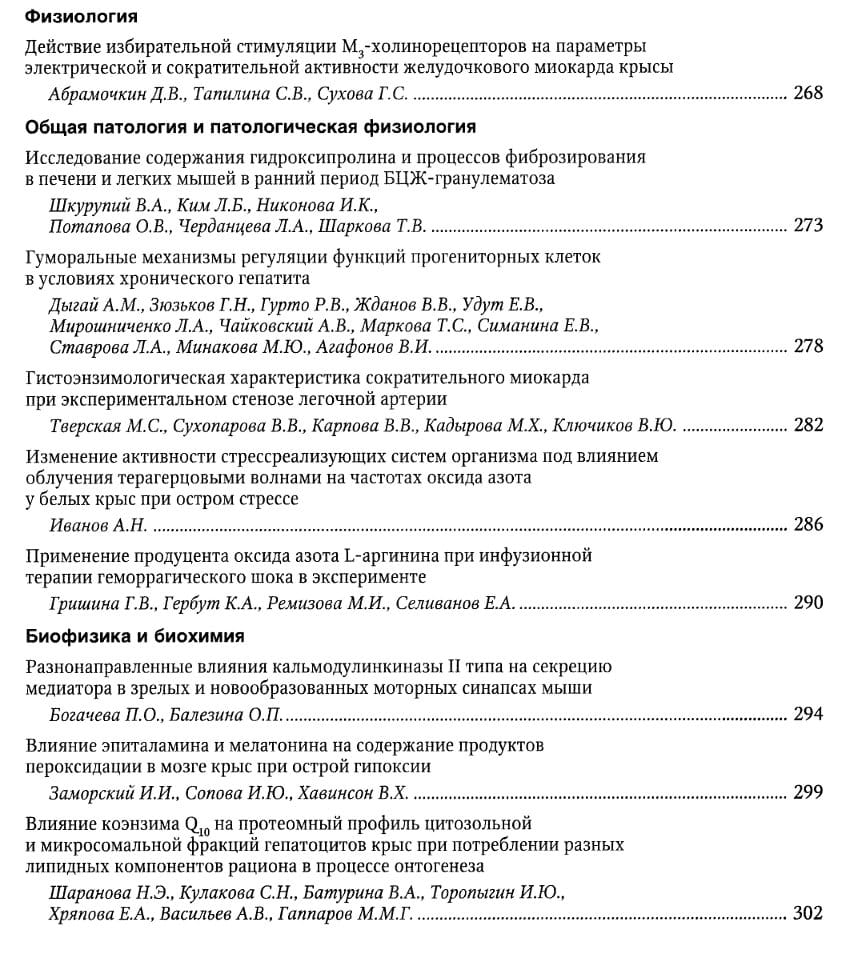 Физиология
Действие избирательной стимуляции М3-холинорецепторов на параметры
электрической и сократительной активности желудочкового миокарда крысы
Абрамочкин Д.В., Тапилина С.В., Сухова Г.С. ........ 268
Общая патология и патологическая физиология
Исследование содержания гидроксипролина и процессов фиброзирования
в печени и легких мышей в ранний период БЦЖ-гранулематоза
Шкурупий В.А., Ким Л.Б., Никонова И.К.,
Потапова О.В., Черданцева Л.А., Шаркова Т.В. ........ 273
Гуморальные механизмы регуляции функций прогениторных клеток
в условиях хронического гепатита
Дыгай А.М., Зюзьков Г.Н., Гурто Р.В., Жданов В.В., Удут Е.В.,
Мирошниченко Л.А., Чайковский А.В., Маркова Т.С., Симанина Е.В.,
Ставрова Л.А., Минакова М.Ю., Агафонов В.И. ........ 278
Гистоэнзимологическая характеристика сократительного миокарда
при экспериментальном стенозе легочной артерии
Тверская М.С., Сухопарова В.В., Карпова В.В., Кадырова М.Х., Ключиков В.Ю. ........ 282
Изменение активности стрессреализующих систем организма под влиянием
облучения терагерцовыми волнами на частотах оксида азота
у белых крыс при остром стрессе
Иванов А.Н. ........ 286
Применение продуцента оксида азота L-аргинина при инфузионной
терапии геморрагического шока в эксперименте
Гришина Г.В., Гербут К.А., Ремизова М.И., Селиванов Е.А. ........ 290
Биофизика и биохимия
Разнонаправленные влияния кальмодулинкиназы II типа на секрецию
медиатора в зрелых и новообразованных моторных синапсах мыши
Богачева П.О., Балезина О.П. ........ 294
Влияние эпиталамина и мелатонина на содержание продуктов
пероксидации в мозге крыс при острой гипоксии
Заморский И.И., Сопова И.Ю., Хавинсон В.Х. ........ 299
Влияние коэнзима Q10 на протеомный профиль цитозольной
и микросомальной фракций гепатоцитов крыс при потреблении разных
липидных компонентов рациона в процессе онтогенеза
Шаранова Н.Э., Кулакова С.Н., Батурина В.А., Торопыгин И.Ю.,
Хряпова Е.А., Васильев А.В., Гаппаров М.М.Г. ........ 302